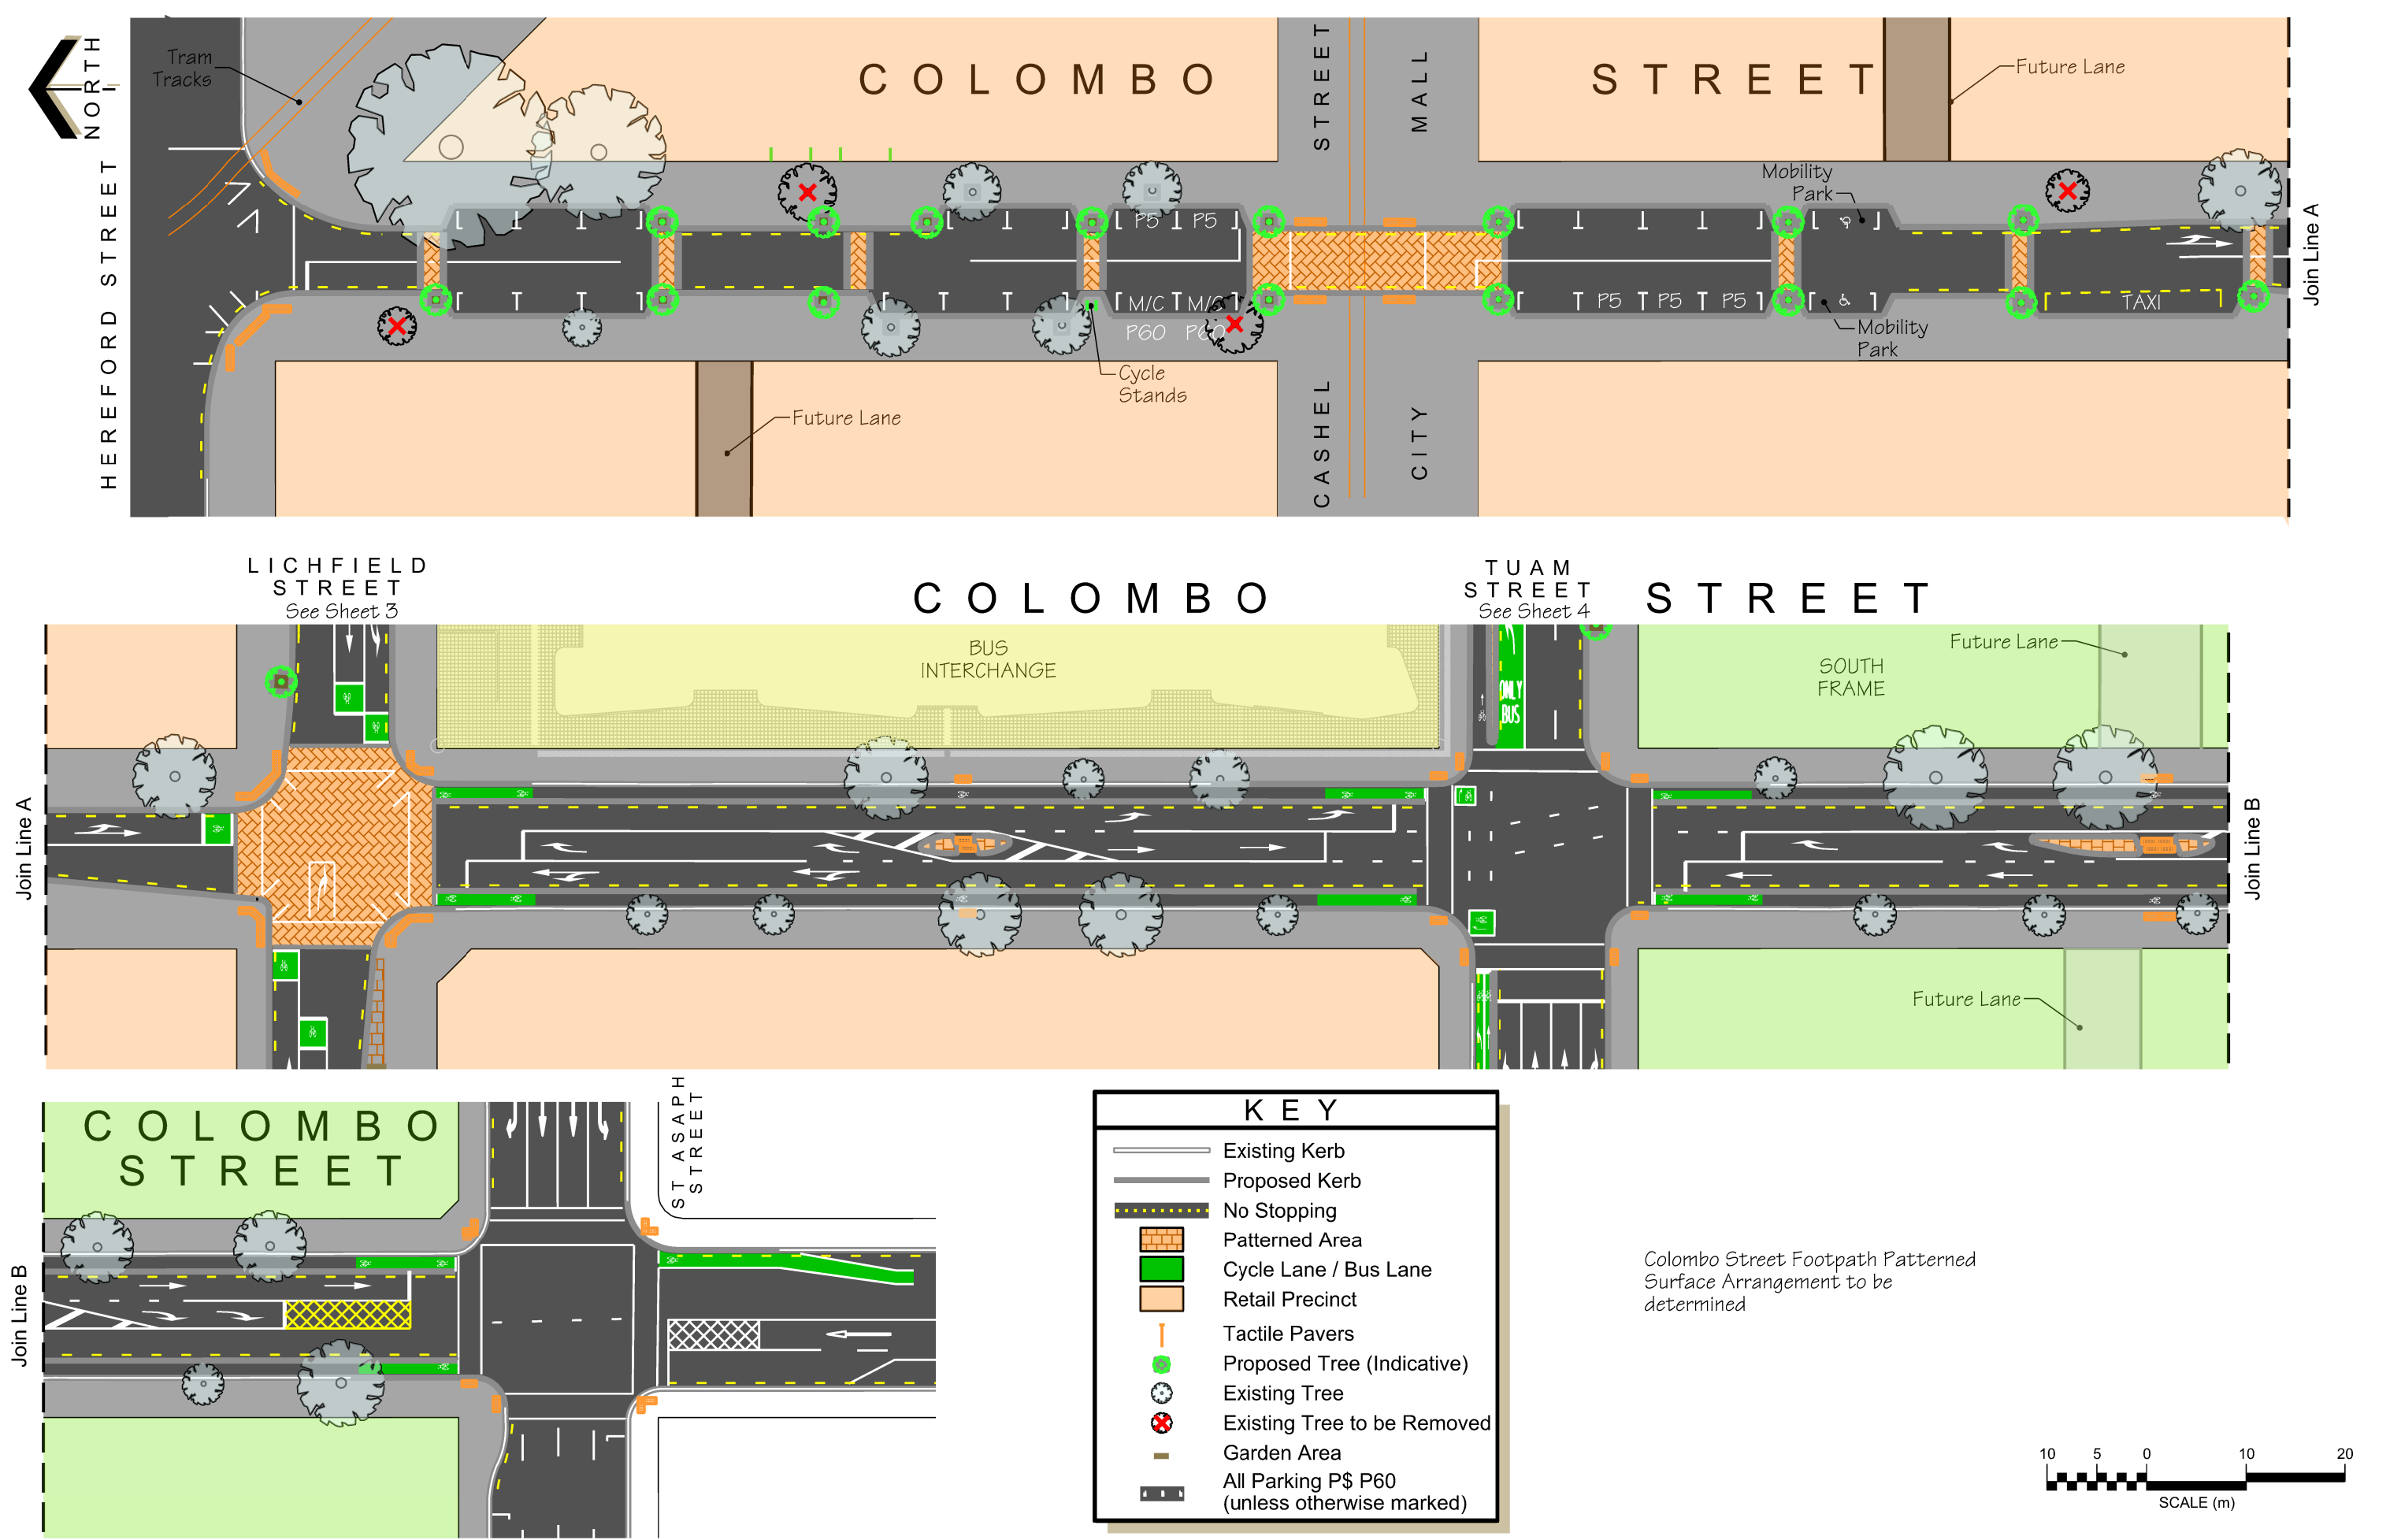 NORTH
Tram
Tracks
HEREFORD STREET
COLOMBO
STREET
STREET
MALL
CASHEL
CITY
Future Lane
Mobility
Park
P5 P5
M/C M/C
P60 P60
Cycle
Stands
Future Lane
P5 P5 P5
Mobility
Park
TAXI
Join Line A
LICHFIELD
STREET
See Sheet 3
COLOMBO
TUAM
STREET
See Sheet 4
STREET
BUS
INTERCHANGE
ONLY
BUS
SOUTH
FRAME
Future Lane
Join Line A
Join Line B
Future Lane
COLOMBO
STREET
ST ASAPH
STREET
Join Line B
KEY
Existing Kerb
Proposed Kerb
No Stopping
Patterned Area
Cycle Lane / Bus Lane
Retail Precinct
Tactile Pavers
Proposed Tree (Indicative)
Existing Tree
Existing Tree to be Removed
Garden Area
All Parking P$ P60
(unless otherwise marked)
Colombo Street Footpath Patterned
Surface Arrangement to be
determined
10 5 0 10 20
SCALE (m)